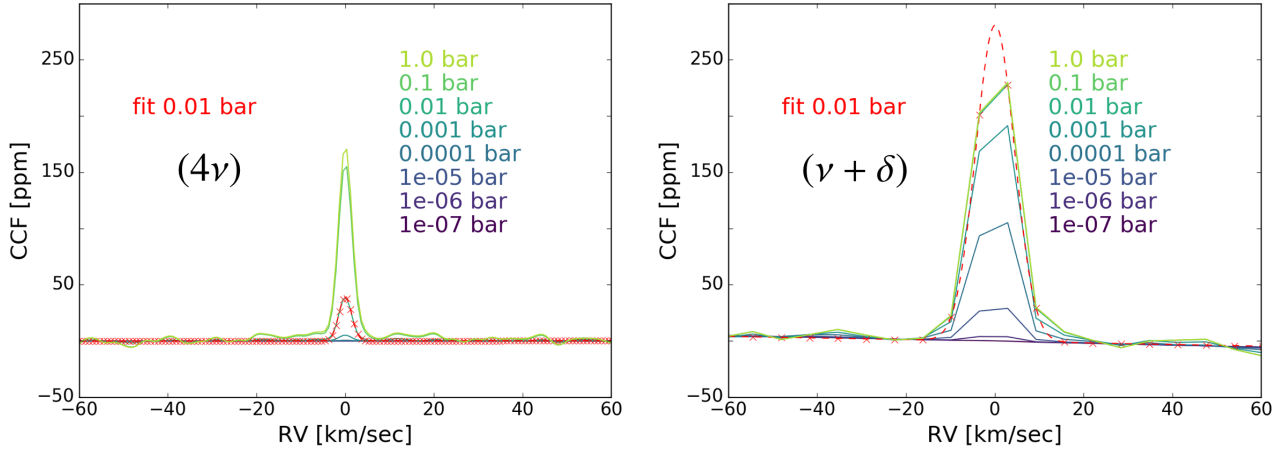 250
150
50
−50
CCF [ppm]
1.0 bar
0.1 bar
0.01 bar
0.001 bar
0.0001 bar
1e-05 bar
1e-06 bar
1e-07 bar
fit 0.01 bar
(4ν)
−60 −40 −20 0 20 40 60
RV [km/sec]
250
150
50
−50
CCF [ppm]
1.0 bar
0.1 bar
0.01 bar
0.001 bar
0.0001 bar
1e-05 bar
1e-06 bar
1e-07 bar
fit 0.01 bar
(ν + δ)
−60 −40 −20 0 20 40 60
RV [km/sec]